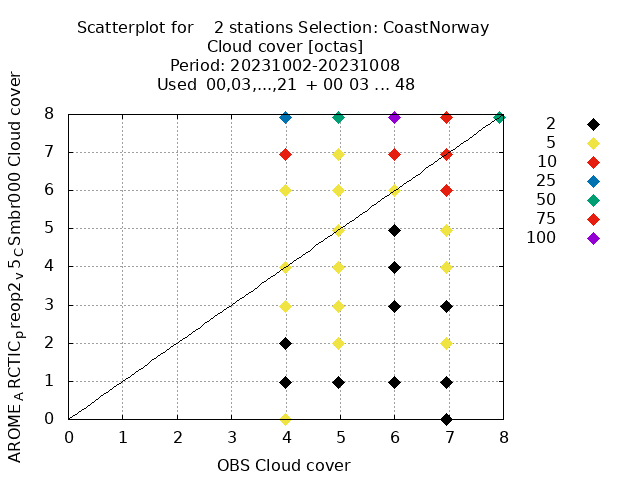 Scatterplot for 2 stations Selection: CoastNorway
Cloud cover [octas]
Period: 20231002-20231008
Used 00,03,...,21 + 00 03 ... 48
AROME_ARCTIC_preop2_v5_CSmbr000 Cloud cover
8
7
6
5
4
3
2
1
0
0 1 2 3 4 5 6 7 8
OBS Cloud cover
2
5
10
25
50
75
100